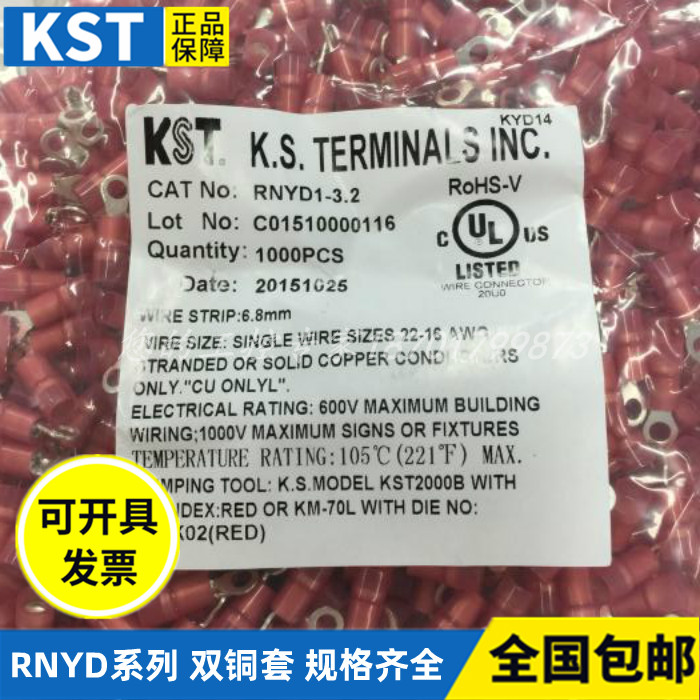 KST
正品
保障
KYD14
KST. K.S. TERMINALS INC.
CAT No: RNYD1-3.2
RoHS-V
Lot No: C01510000116
Quantity: 1000PCS
C UL US
LISTED
WIRE CONNECTOR
20U0
Date: 20151025
WIRE STRIP:6.8mm
WIRE SIZE: SINGLE WIRE SIZES 22-16 AWG
STRANDED OR SOLID COPPER CONDUCTERS
ONLY."CU ONLYL".
ELECTRICAL RATING: 600V MAXIMUM BUILDING
WIRING;1000V MAXIMUM SIGNS OR FIXTURES
TEMPERATURE RATING:105℃(221℉) MAX.
MPING TOOL: K.S.MODEL KST2000B WITH
NDEX:RED OR KM-70L WITH DIE NO:
K02(RED)
可开具
发票
RNYD系列 双铜套 规格齐全
全国包邮